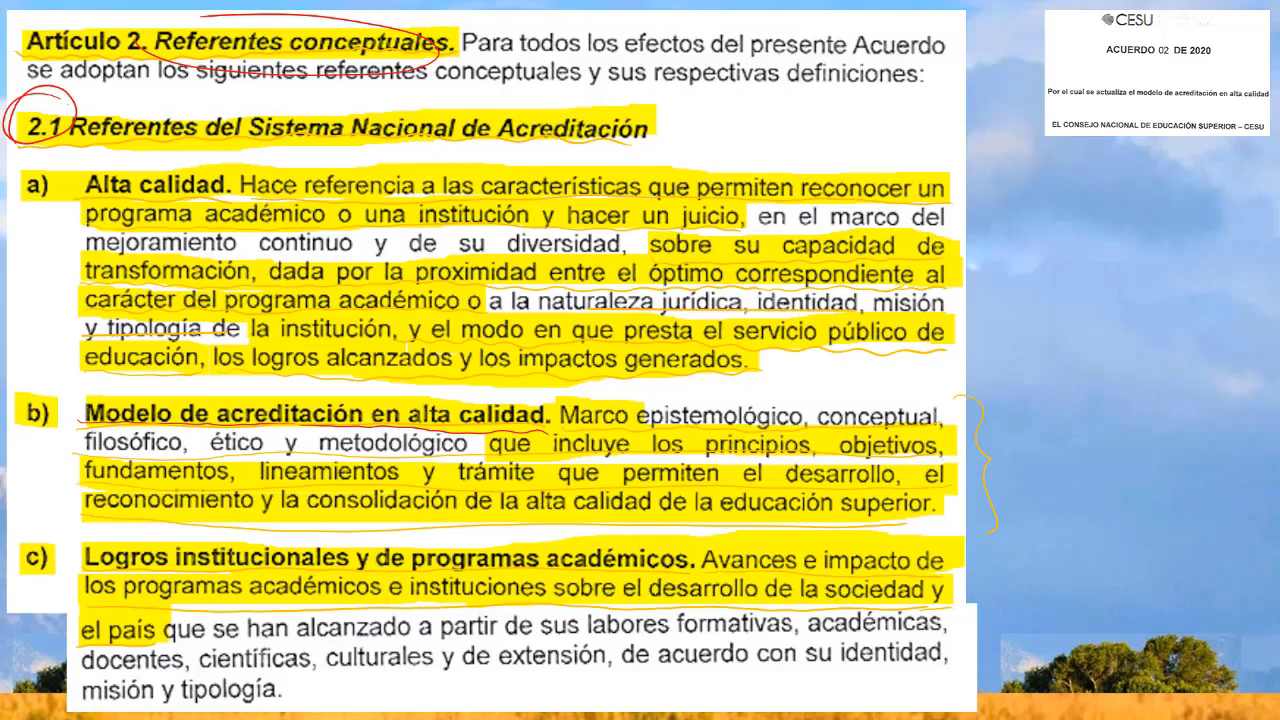 Artículo 2. Referentes conceptuales. Para todos los efectos del presente Acuerdo
se adoptan los siguientes referentes conceptuales y sus respectivas definiciones:
2.1 Referentes del Sistema Nacional de Acreditación
a) Alta calidad. Hace referencia a las características que permiten reconocer un
programa académico o una institución y hacer un juicio, en el marco del
mejoramiento continuo y de su diversidad, sobre su capacidad de
transformación, dada por la proximidad entre el óptimo correspondiente al
carácter del programa académico o a la naturaleza jurídica, identidad, misión
y tipología de la institución, y el modo en que presta el servicio público de
educación, los logros alcanzados y los impactos generados.
b) Modelo de acreditación en alta calidad. Marco epistemológico, conceptual,
filosófico, ético y metodológico que incluye los principios, objetivos,
fundamentos, lineamientos y trámite que permiten el desarrollo, el
reconocimiento y la consolidación de la alta calidad de la educación superior.
c) Logros institucionales y de programas académicos. Avances e impacto de
los programas académicos e instituciones sobre el desarrollo de la sociedad y
el país que se han alcanzado a partir de sus labores formativas, académicas,
docentes, científicas, culturales y de extensión, de acuerdo con su identidad,
misión y tipología.
CESU
ACUERDO 02 DE 2020
Por el cual se actualiza el modelo de acreditación en alta calidad
EL CONSEJO NACIONAL DE EDUCACIÓN SUPERIOR – CESU